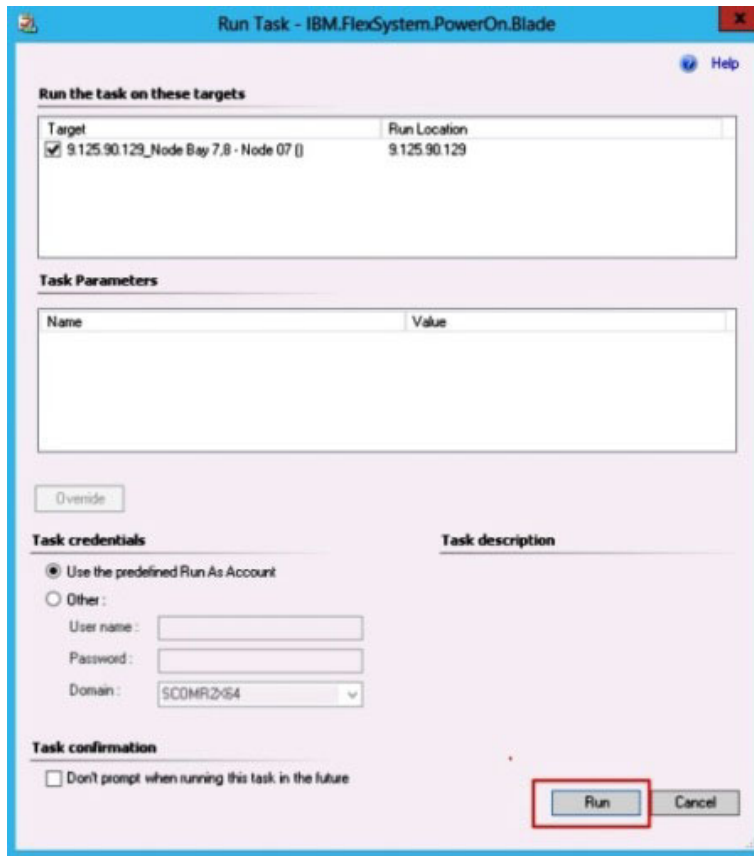 Run Task - IBM.FlexSystem.PowerOn.Blade
Help
Run the task on these targets
Target Run Location
9.125.90.129_Node Bay 7,8 - Node 07 () 9.125.90.129
Task Parameters
Name Value
Override
Task credentials Task description
Use the predefined Run As Account
Other :
User name :
Password :
Domain : SCOMR2X64
Task confirmation
Don't prompt when running this task in the future
Run Cancel